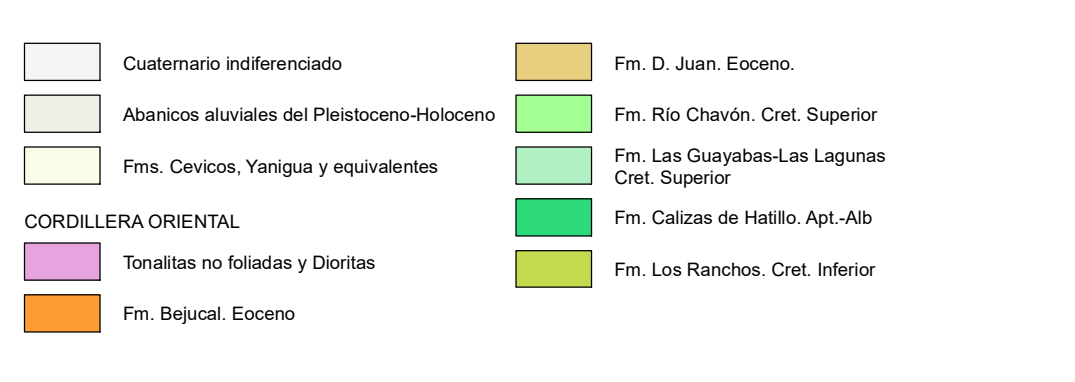 Cuaternario indiferenciado
Abanicos aluviales del Pleistoceno-Holoceno
Fms. Cevicos, Yanigua y equivalentes
CORDILLERA ORIENTAL
Tonalitas no foliadas y Dioritas
Fm. Bejucal. Eoceno
Fm. D. Juan. Eoceno.
Fm. Río Chavón. Cret. Superior
Fm. Las Guayabas-Las Lagunas
Cret. Superior
Fm. Calizas de Hatillo. Apt.-Alb
Fm. Los Ranchos. Cret. Inferior